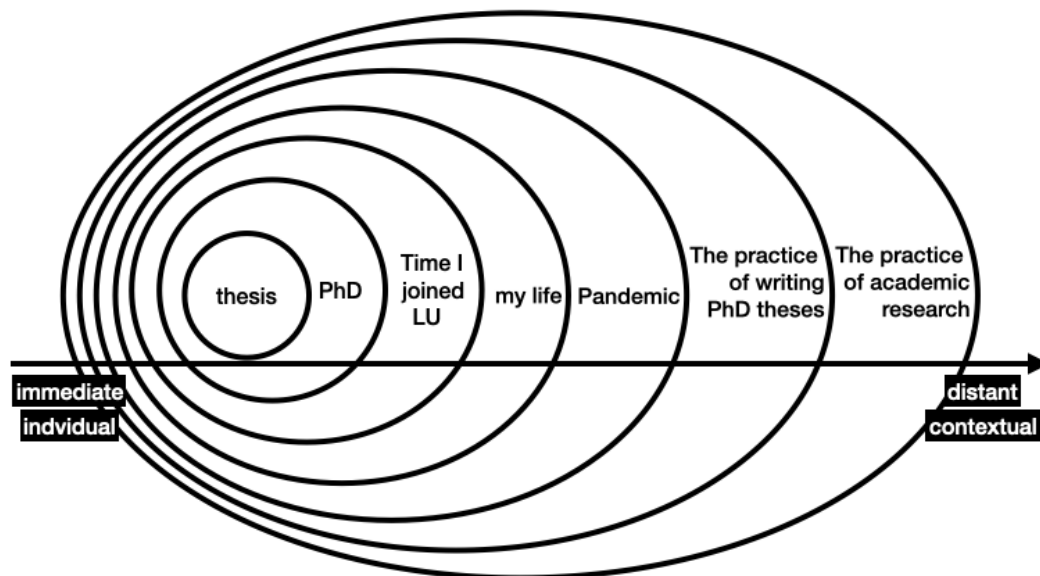 thesis
PhD
Time I
joined
LU
my life
Pandemic
The practice
of writing
PhD theses
The practice
of academic
research
immediate
indvidual
distant
contextual